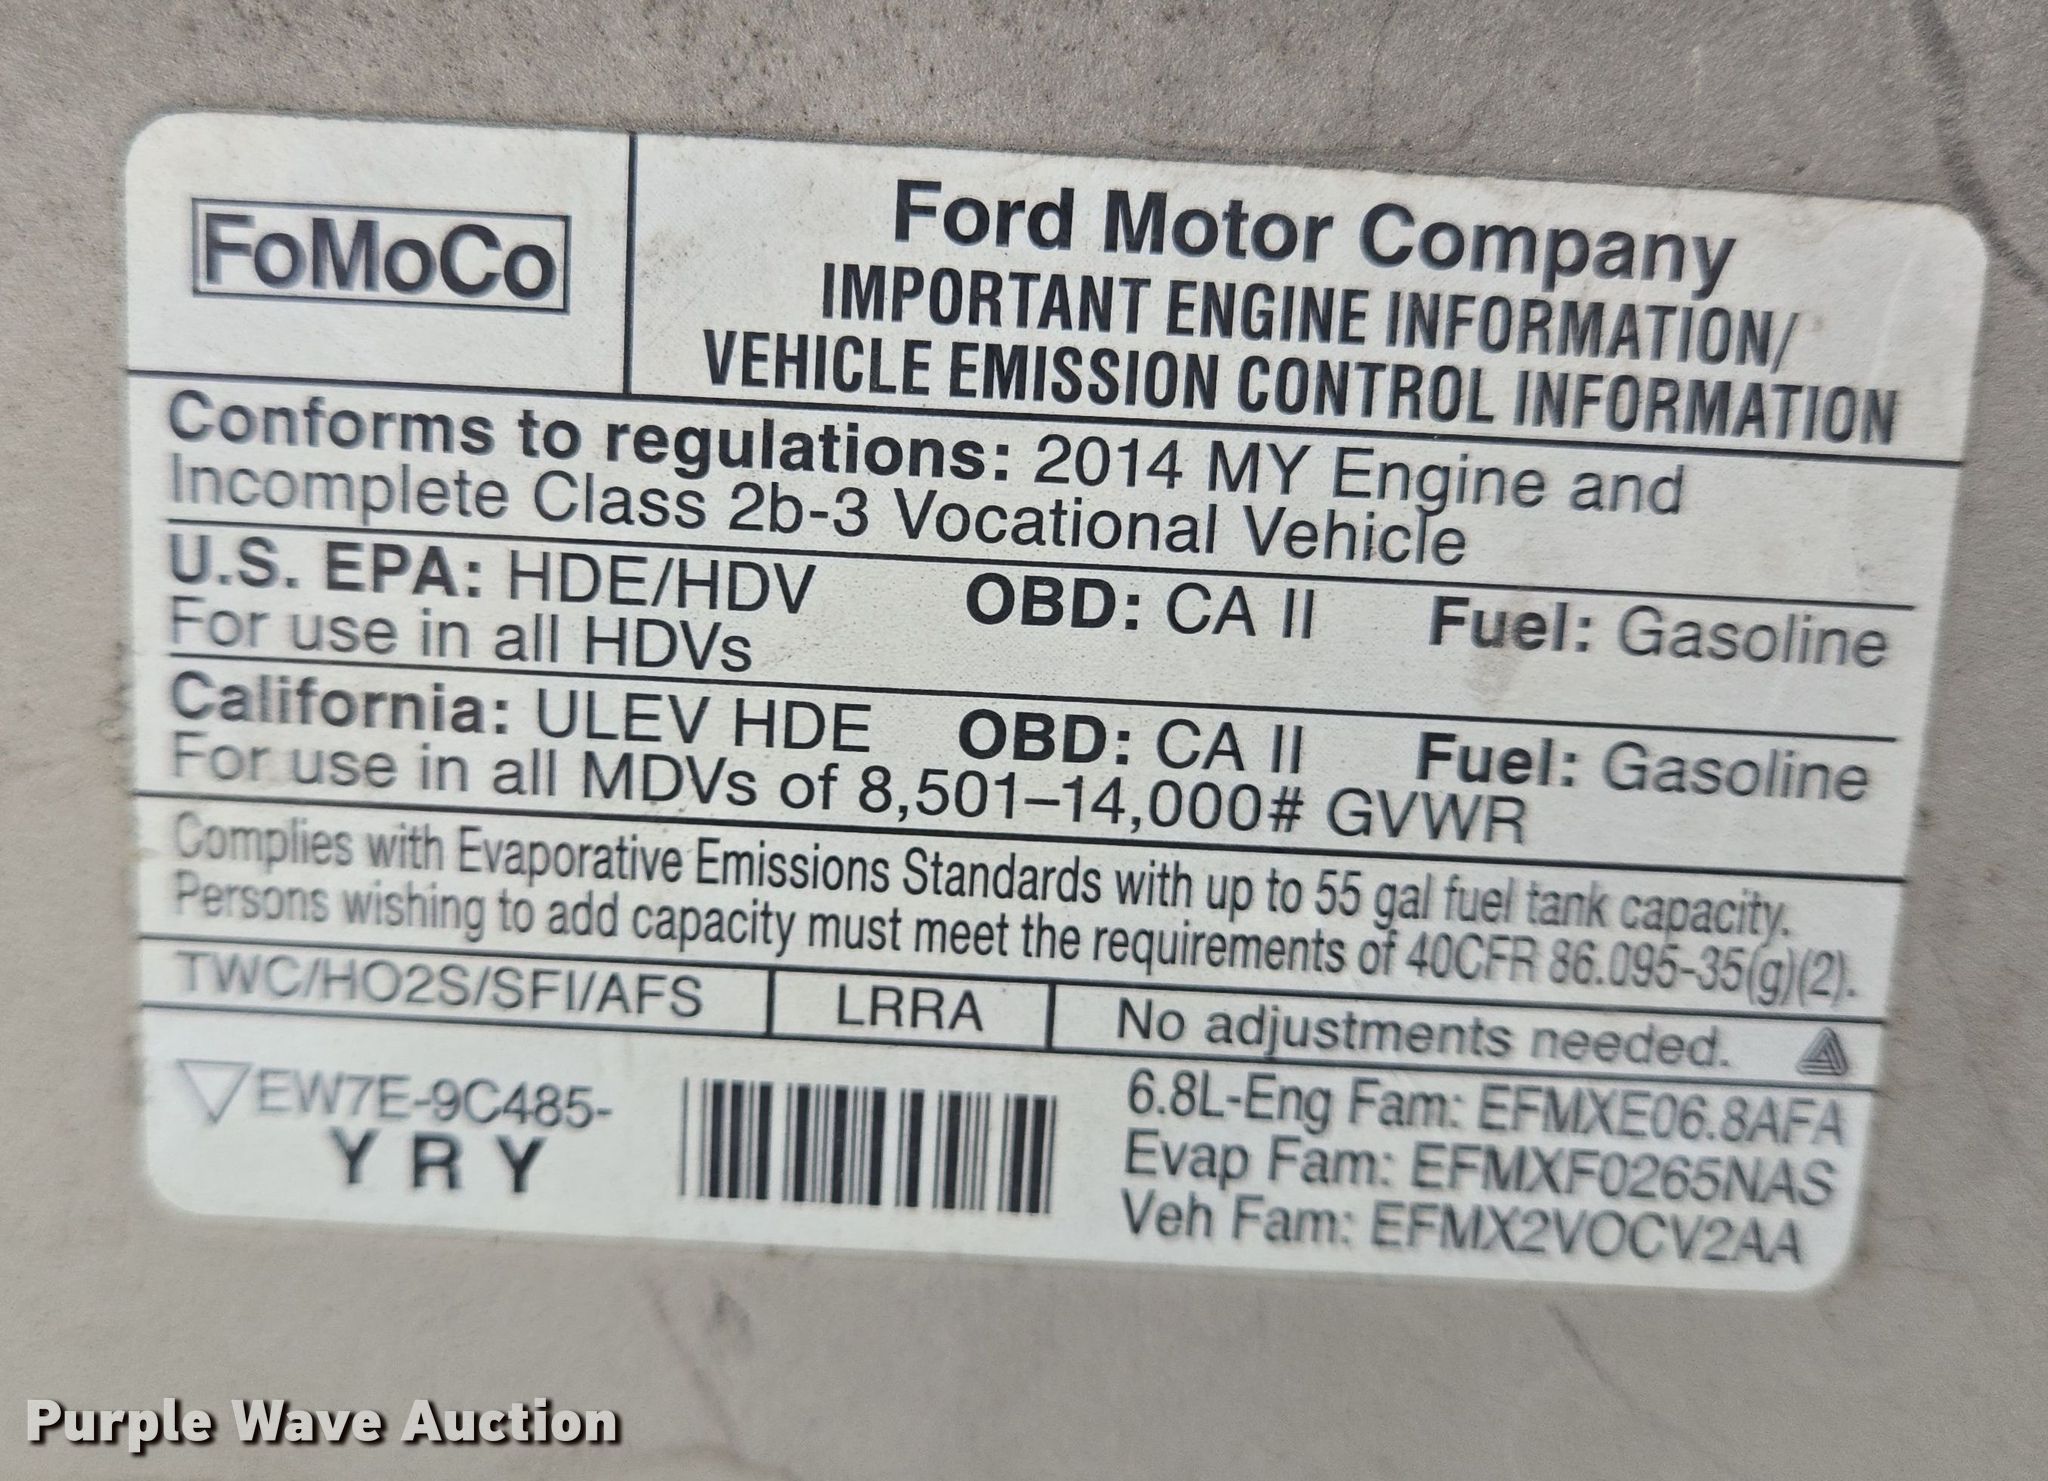 FoMoCo
Ford Motor Company
IMPORTANT ENGINE INFORMATION/
VEHICLE EMISSION CONTROL INFORMATION
Conforms to regulations: 2014 MY Engine and
Incomplete Class 2b-3 Vocational Vehicle
U.S. EPA: HDE/HDV OBD: CA II Fuel: Gasoline
For use in all HDVs
California: ULEV HDE OBD: CA II Fuel: Gasoline
For use in all MDVs of 8,501–14,000# GVWR
Complies with Evaporative Emissions Standards with up to 55 gal fuel tank capacity.
Persons wishing to add capacity must meet the requirements of 40CFR 86.095-35(g)(2).
TWC/HO2S/SFI/AFS LRRA No adjustments needed.
EW7E-9C485-
Y R Y
6.8L-Eng Fam: EFMXE06.8AFA
Evap Fam: EFMXF0265NAS
Veh Fam: EFMX2VOCV2AA
Purple Wave Auction